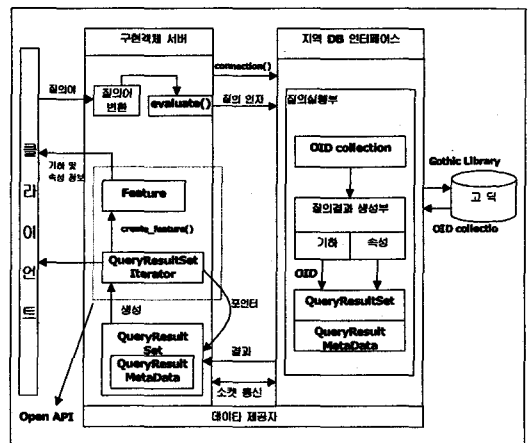 구현객체 서버
지역 DB 인터페이스
connection()
질의어
질의어
변환
evaluate()
질의 인자
질의실행부
OID collection
클라이언트
기하 및
속성 정보
Feature
create_feature()
QueryResultSet
Iterator
질의결과 생성부
기하
속성
OID
Gothic Library
고 딕
OID collectio
QueryResultSet
QueryResult
MetaData
포인터
생성
QueryResult
Set
QueryResult
MetaData
결과
소켓 통신
Open API
데이타 제공자